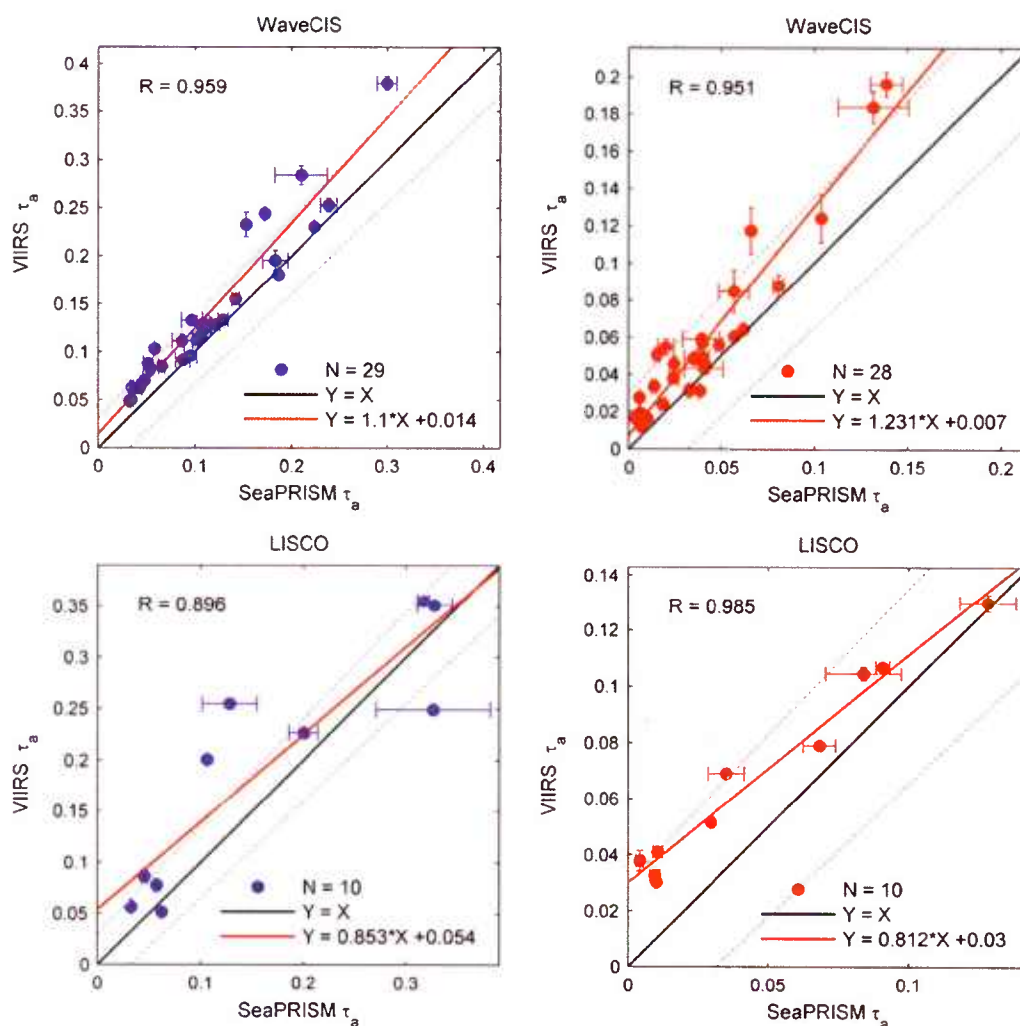 WaveCIS
0.4
0.35
0.3
0.25
0.2
0.15
0.1
0.05
0
R = 0.959
VIIRS τa
N = 29
Y = X
Y = 1.1*X +0.014
0 0.1 0.2 0.3 0.4
SeaPRISM τa
WaveCIS
0.2
0.18
0.16
0.14
0.12
0.1
0.08
0.06
0.04
0.02
0
R = 0.951
VIIRS τa
N = 28
Y = X
Y = 1.231*X +0.007
0 0.05 0.1 0.15 0.2
SeaPRISM τa
LISCO
0.35
0.3
0.25
0.2
0.15
0.1
0.05
0
R = 0.896
VIIRS τa
N = 10
Y = X
Y = 0.853*X +0.054
0 0.1 0.2 0.3
SeaPRISM τa
LISCO
0.14
0.12
0.1
0.08
0.06
0.04
0.02
0
R = 0.985
VIIRS τa
N = 10
Y = X
Y = 0.812*X +0.03
0 0.05 0.1
SeaPRISM τa